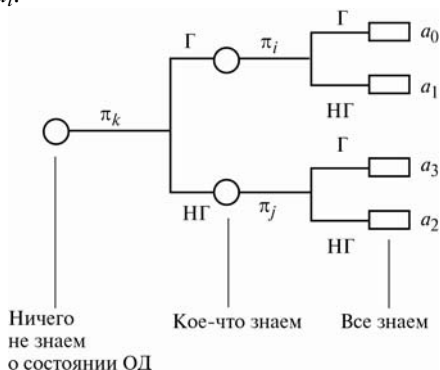 i.
Г
π_i
Г
a_0
a_1
π_k
НГ
Г
a_3
НГ
π_j
a_2
НГ
Ничего
не знаем
о состоянии ОД
Кое-что знаем
Все знаем